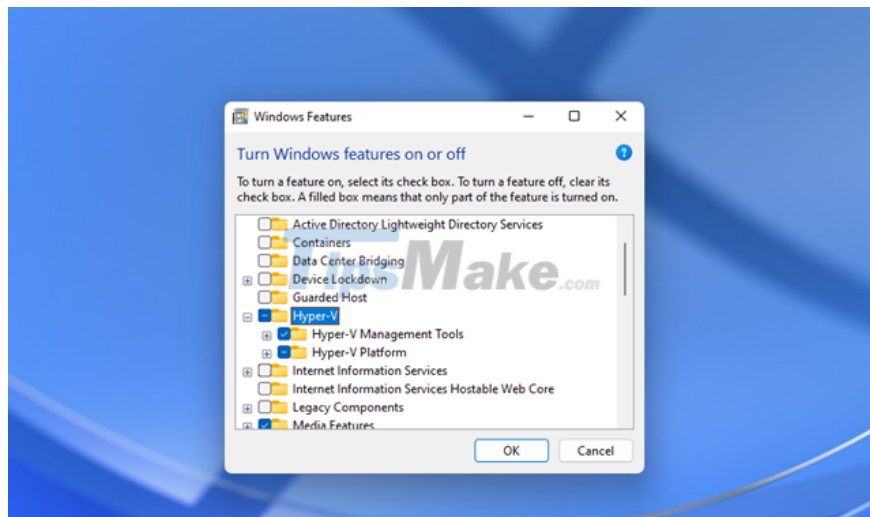 Windows Features
Turn Windows features on or off
?
To turn a feature on, select its check box. To turn a feature off, clear its
check box. A filled box means that only part of the feature is turned on.
Active Directory Lightweight Directory Services
Containers
Data Center Bridging
TipsMake.com
Device Lockdown
Guarded Host
Hyper-V
Hyper-V Management Tools
Hyper-V Platform
Internet Information Services
Internet Information Services Hostable Web Core
Legacy Components
Media Features
OK Cancel